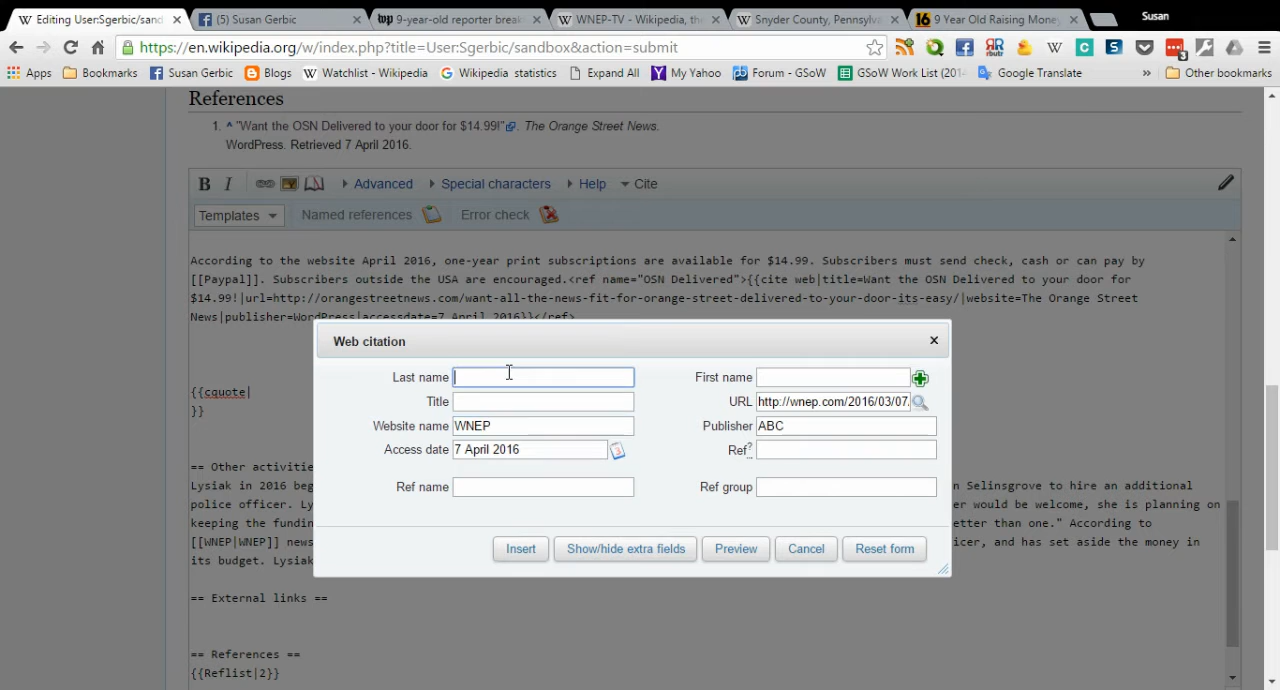 Editing User:Sgerbic/sand
(5) Susan Gerbic
9-year-old reporter break
WNEP-TV - Wikipedia, the
Snyder County, Pennsylva
16 9 Year Old Raising Mone
Susan
https://en.wikipedia.org/w/index.php?title=User:Sgerbic/sandbox&action=submit
Apps Bookmarks Susan Gerbic Blogs Watchlist - Wikipedia Wikipedia statistics Expand All My Yahoo Forum - GSoW GSoW Work List (201 Google Translate » Other bookmarks
References
1. ^ "Want the OSN Delivered to your door for $14.99!". The Orange Street News.
WordPress. Retrieved 7 April 2016.
B I Advanced Special characters Help Cite
Templates Named references Error check
According to the website April 2016, one-year print subscriptions are available for $14.99. Subscribers must send check, cash or can pay by
[[Paypal]]. Subscribers outside the USA are encouraged.<ref name="OSN Delivered">{{cite web|title=Want the OSN Delivered to your door for
$14.99!|url=http://orangestreetnews.com/want-all-the-news-fit-for-orange-street-delivered-to-your-door-its-easy/|website=The Orange Street
News|publisher=WordPress|accessdate=7 April 2016}}</ref>
Web citation
Last name
First name
Title
URL http://wnep.com/2016/03/07
Website name WNEP
Publisher ABC
Access date 7 April 2016
Ref?
Ref name
Ref group
Insert Show/hide extra fields Preview Cancel Reset form
{{cquote|
}}
== Other activitie
Lysiak in 2016 beg n Selinsgrove to hire an additional
police officer. Ly er would be welcome, she is planning on
keeping the fundin etter than one." According to
[[WNEP|WNEP]] news icer, and has set aside the money in
its budget. Lysiak
== External links ==
== References ==
{{Reflist|2}}